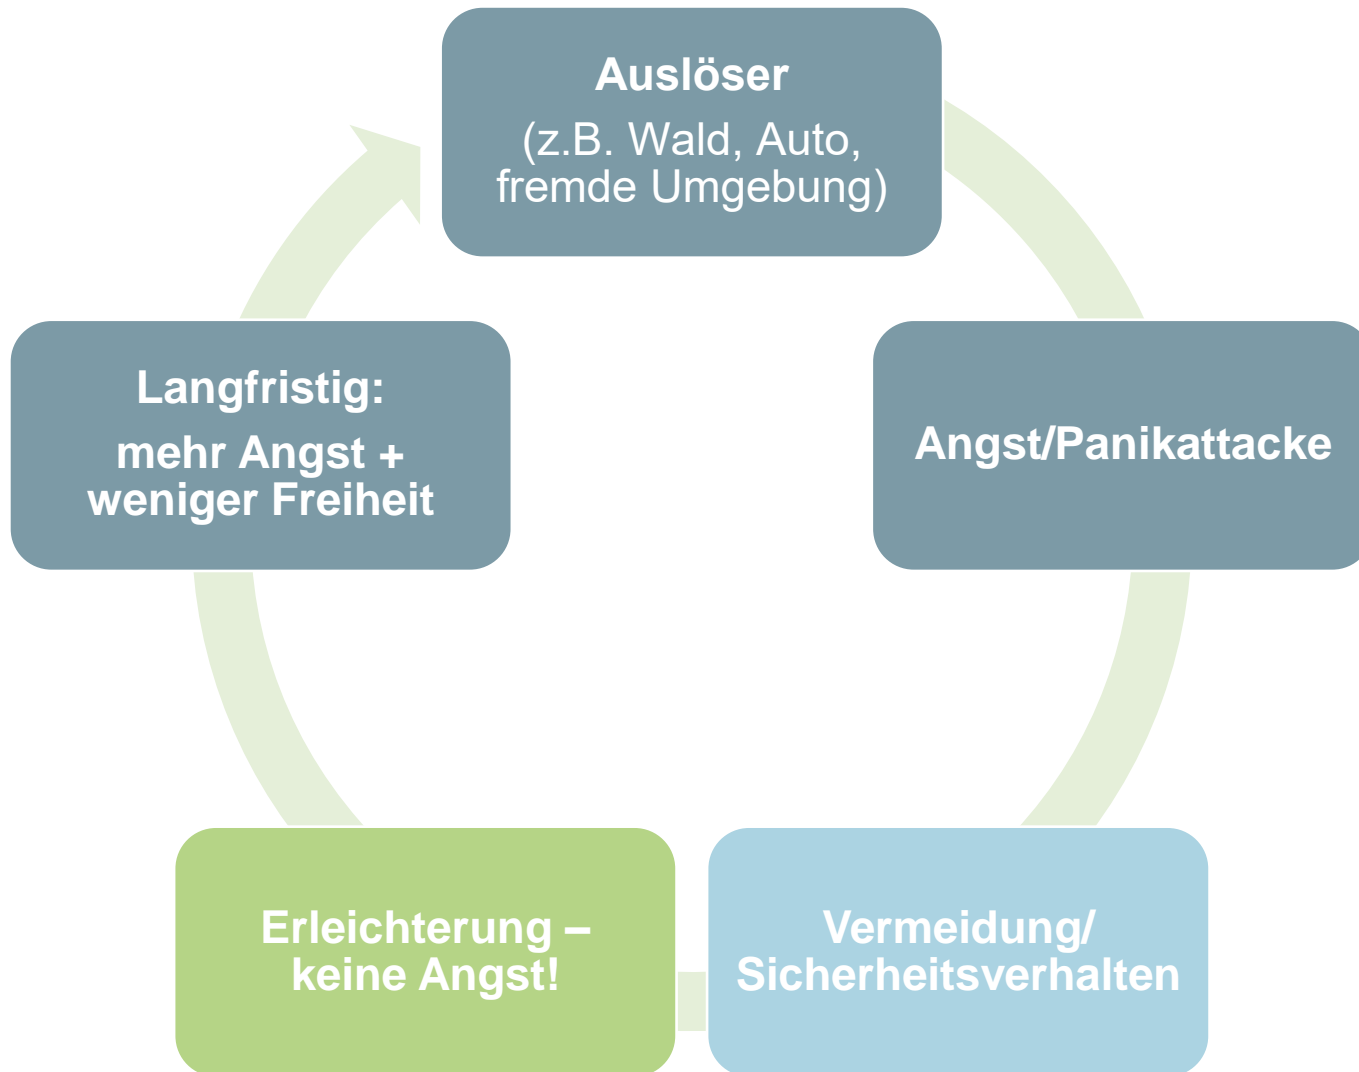 Auslöser
(z.B. Wald, Auto,
fremde Umgebung)
Angst/Panikattacke
Vermeidung/
Sicherheitsverhalten
Erleichterung –
keine Angst!
Langfristig:
mehr Angst +
weniger Freiheit